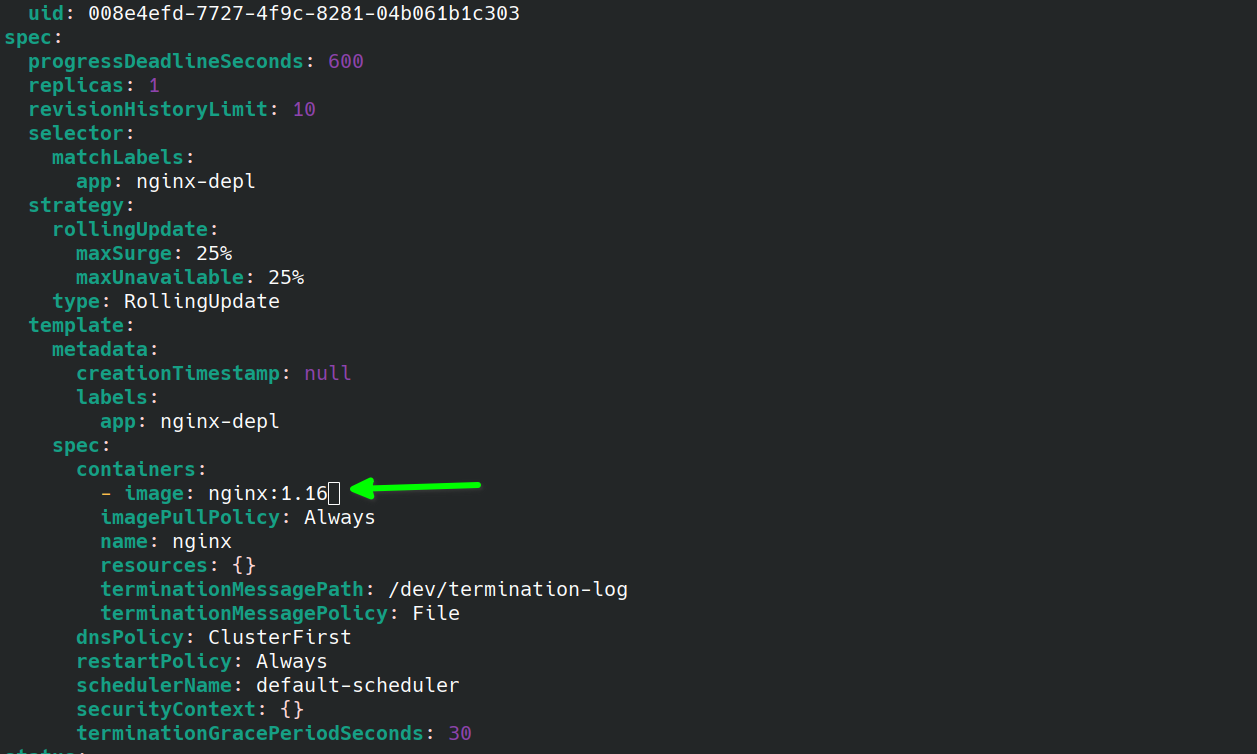 uid: 008e4efd-7727-4f9c-8281-04b061b1c303
spec:
  progressDeadlineSeconds: 600
  replicas: 1
  revisionHistoryLimit: 10
  selector:
    matchLabels:
      app: nginx-depl
  strategy:
    rollingUpdate:
      maxSurge: 25%
      maxUnavailable: 25%
    type: RollingUpdate
  template:
    metadata:
      creationTimestamp: null
      labels:
        app: nginx-depl
    spec:
      containers:
        - image: nginx:1.16
        imagePullPolicy: Always
        name: nginx
        resources: {}
        terminationMessagePath: /dev/termination-log
        terminationMessagePolicy: File
      dnsPolicy: ClusterFirst
      restartPolicy: Always
      schedulerName: default-scheduler
      securityContext: {}
      terminationGracePeriodSeconds: 30